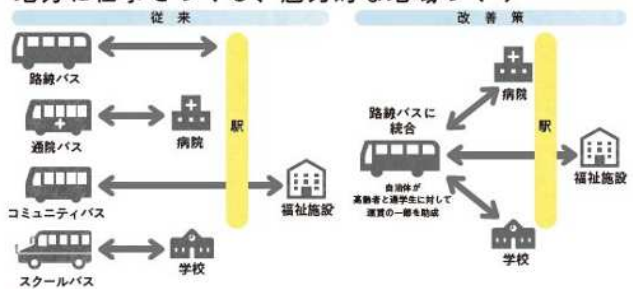 従来
改善策
路線バス
通院バス
病院
コミュニティバス
福祉施設
スクールバス
学校
駅
病院
路線バスに
統合
自治体が
高齢者と通学生に対して
運賃の一部を助成
駅
福祉施設
学校